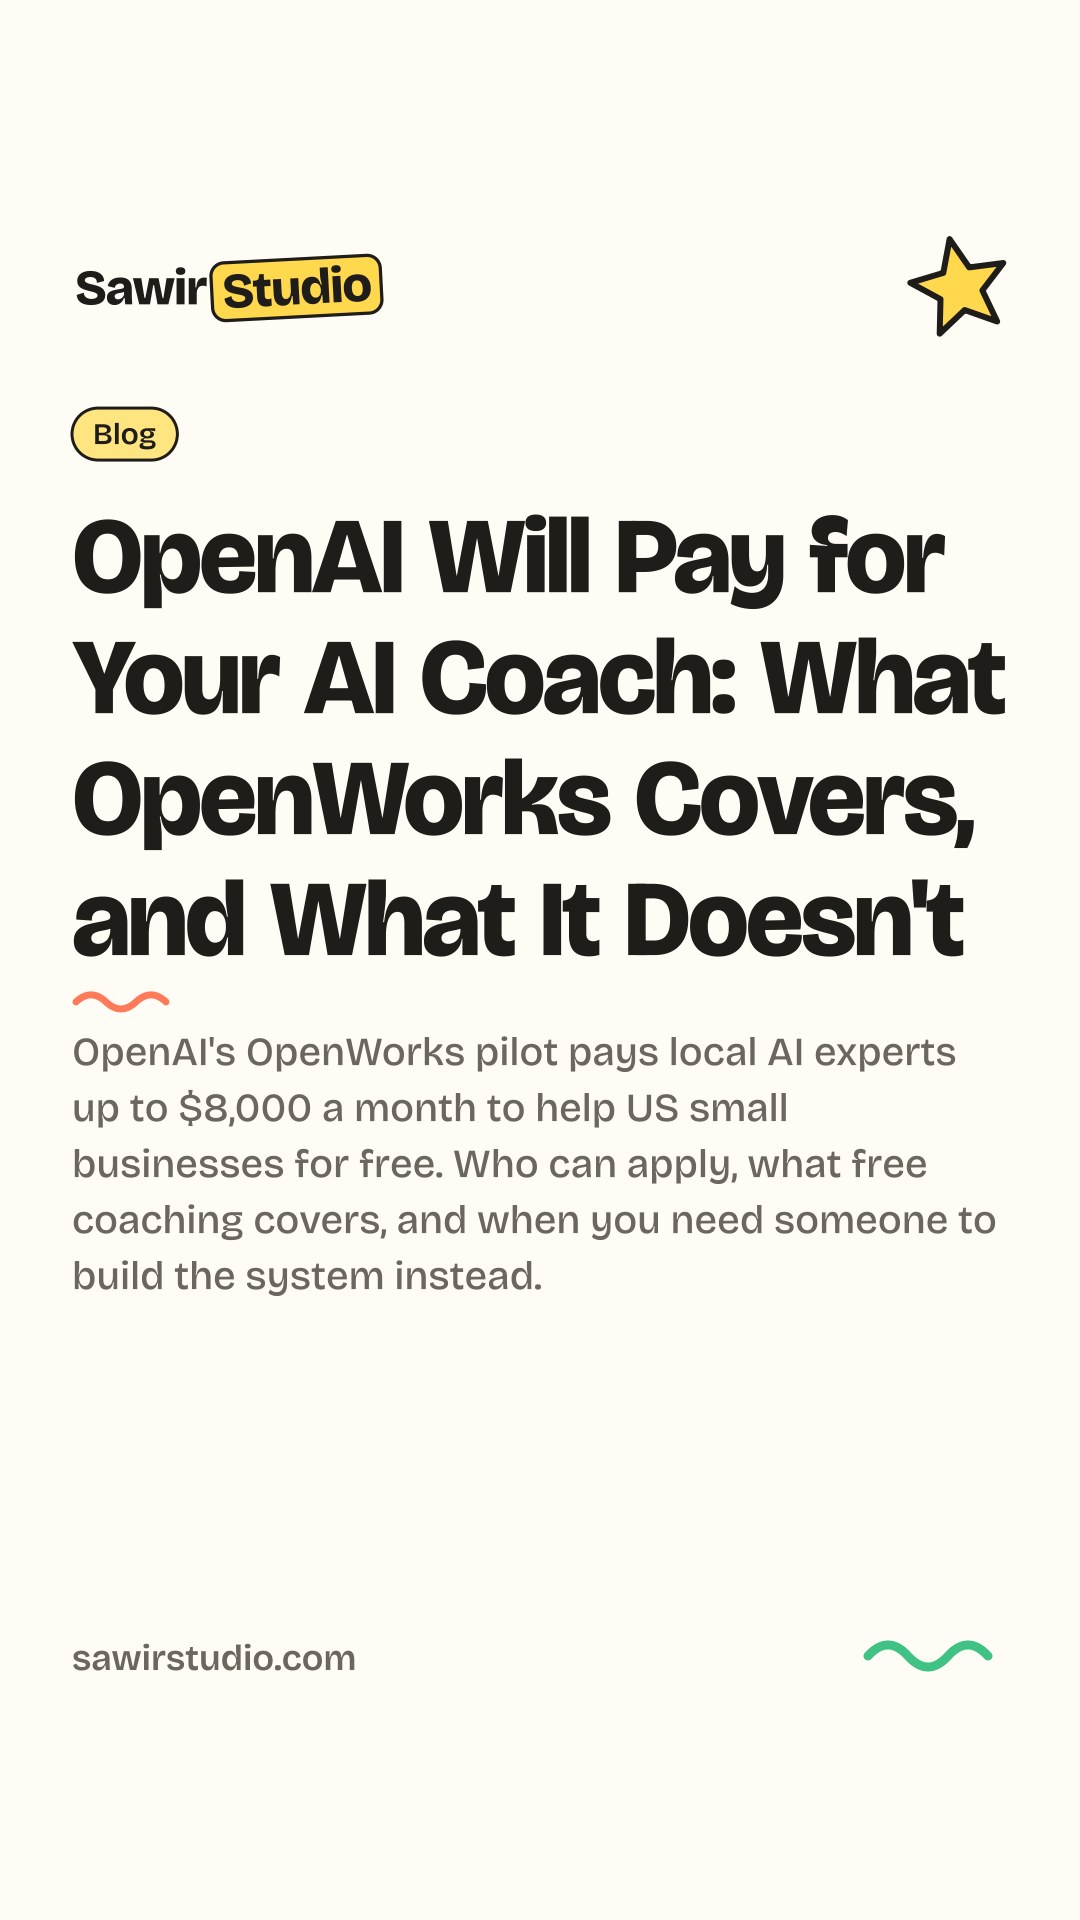 Sawir Studio
Blog
OpenAI Will Pay for
Your AI Coach: What
OpenWorks Covers,
and What It Doesn't
OpenAI's OpenWorks pilot pays local AI experts
up to $8,000 a month to help US small
businesses for free. Who can apply, what free
coaching covers, and when you need someone to
build the system instead.
sawirstudio.com